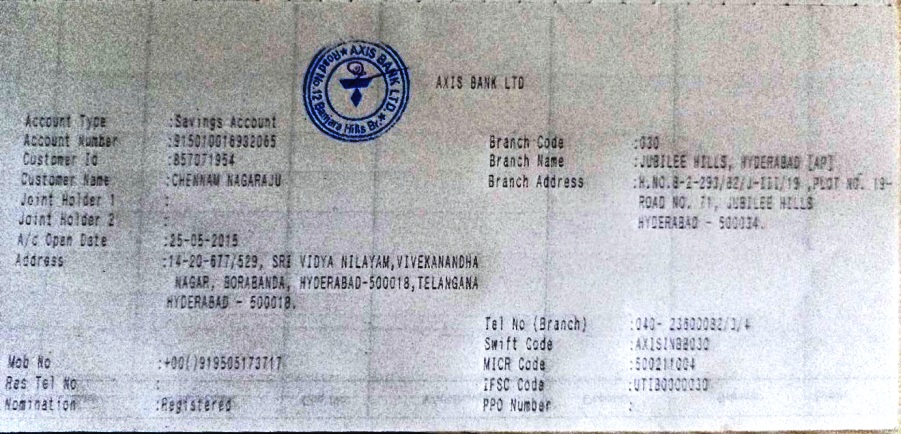 AXIS BANK LTD. ★ Road No. 12 Banjara Hills Br. ★
AXIS BANK LTD
Account Type :Savings Account
Account Number :915010018932065
Customer Id :857071954
Customer Name :CHENNAM NAGARAJU
Joint Holder 1 :
Joint Holder 2 :
A/c Open Date :25-05-2015
Address :14-20-677/529, SRI VIDYA NILAYAM,VIVEKANANDHA
NAGAR, BORABANDA, HYDERABAD-500018,TELANGANA
HYDERABAD - 500018.
Mob No :+00()919505173717
Res Tel No :
Nomination :Registered
Branch Code :030
Branch Name :JUBILEE HILLS, HYDERABAD [AP]
Branch Address :H.NO.8-2-293/82/J-III/19 ,PLOT NO. 19-
ROAD NO. 71, JUBILEE HILLS
HYDERABAD - 500034.
Tel No (Branch) :040- 23600082/3/4
Swift Code :AXISINBB030
MICR Code :500211004
IFSC Code :UTIB0000030
PPO Number :